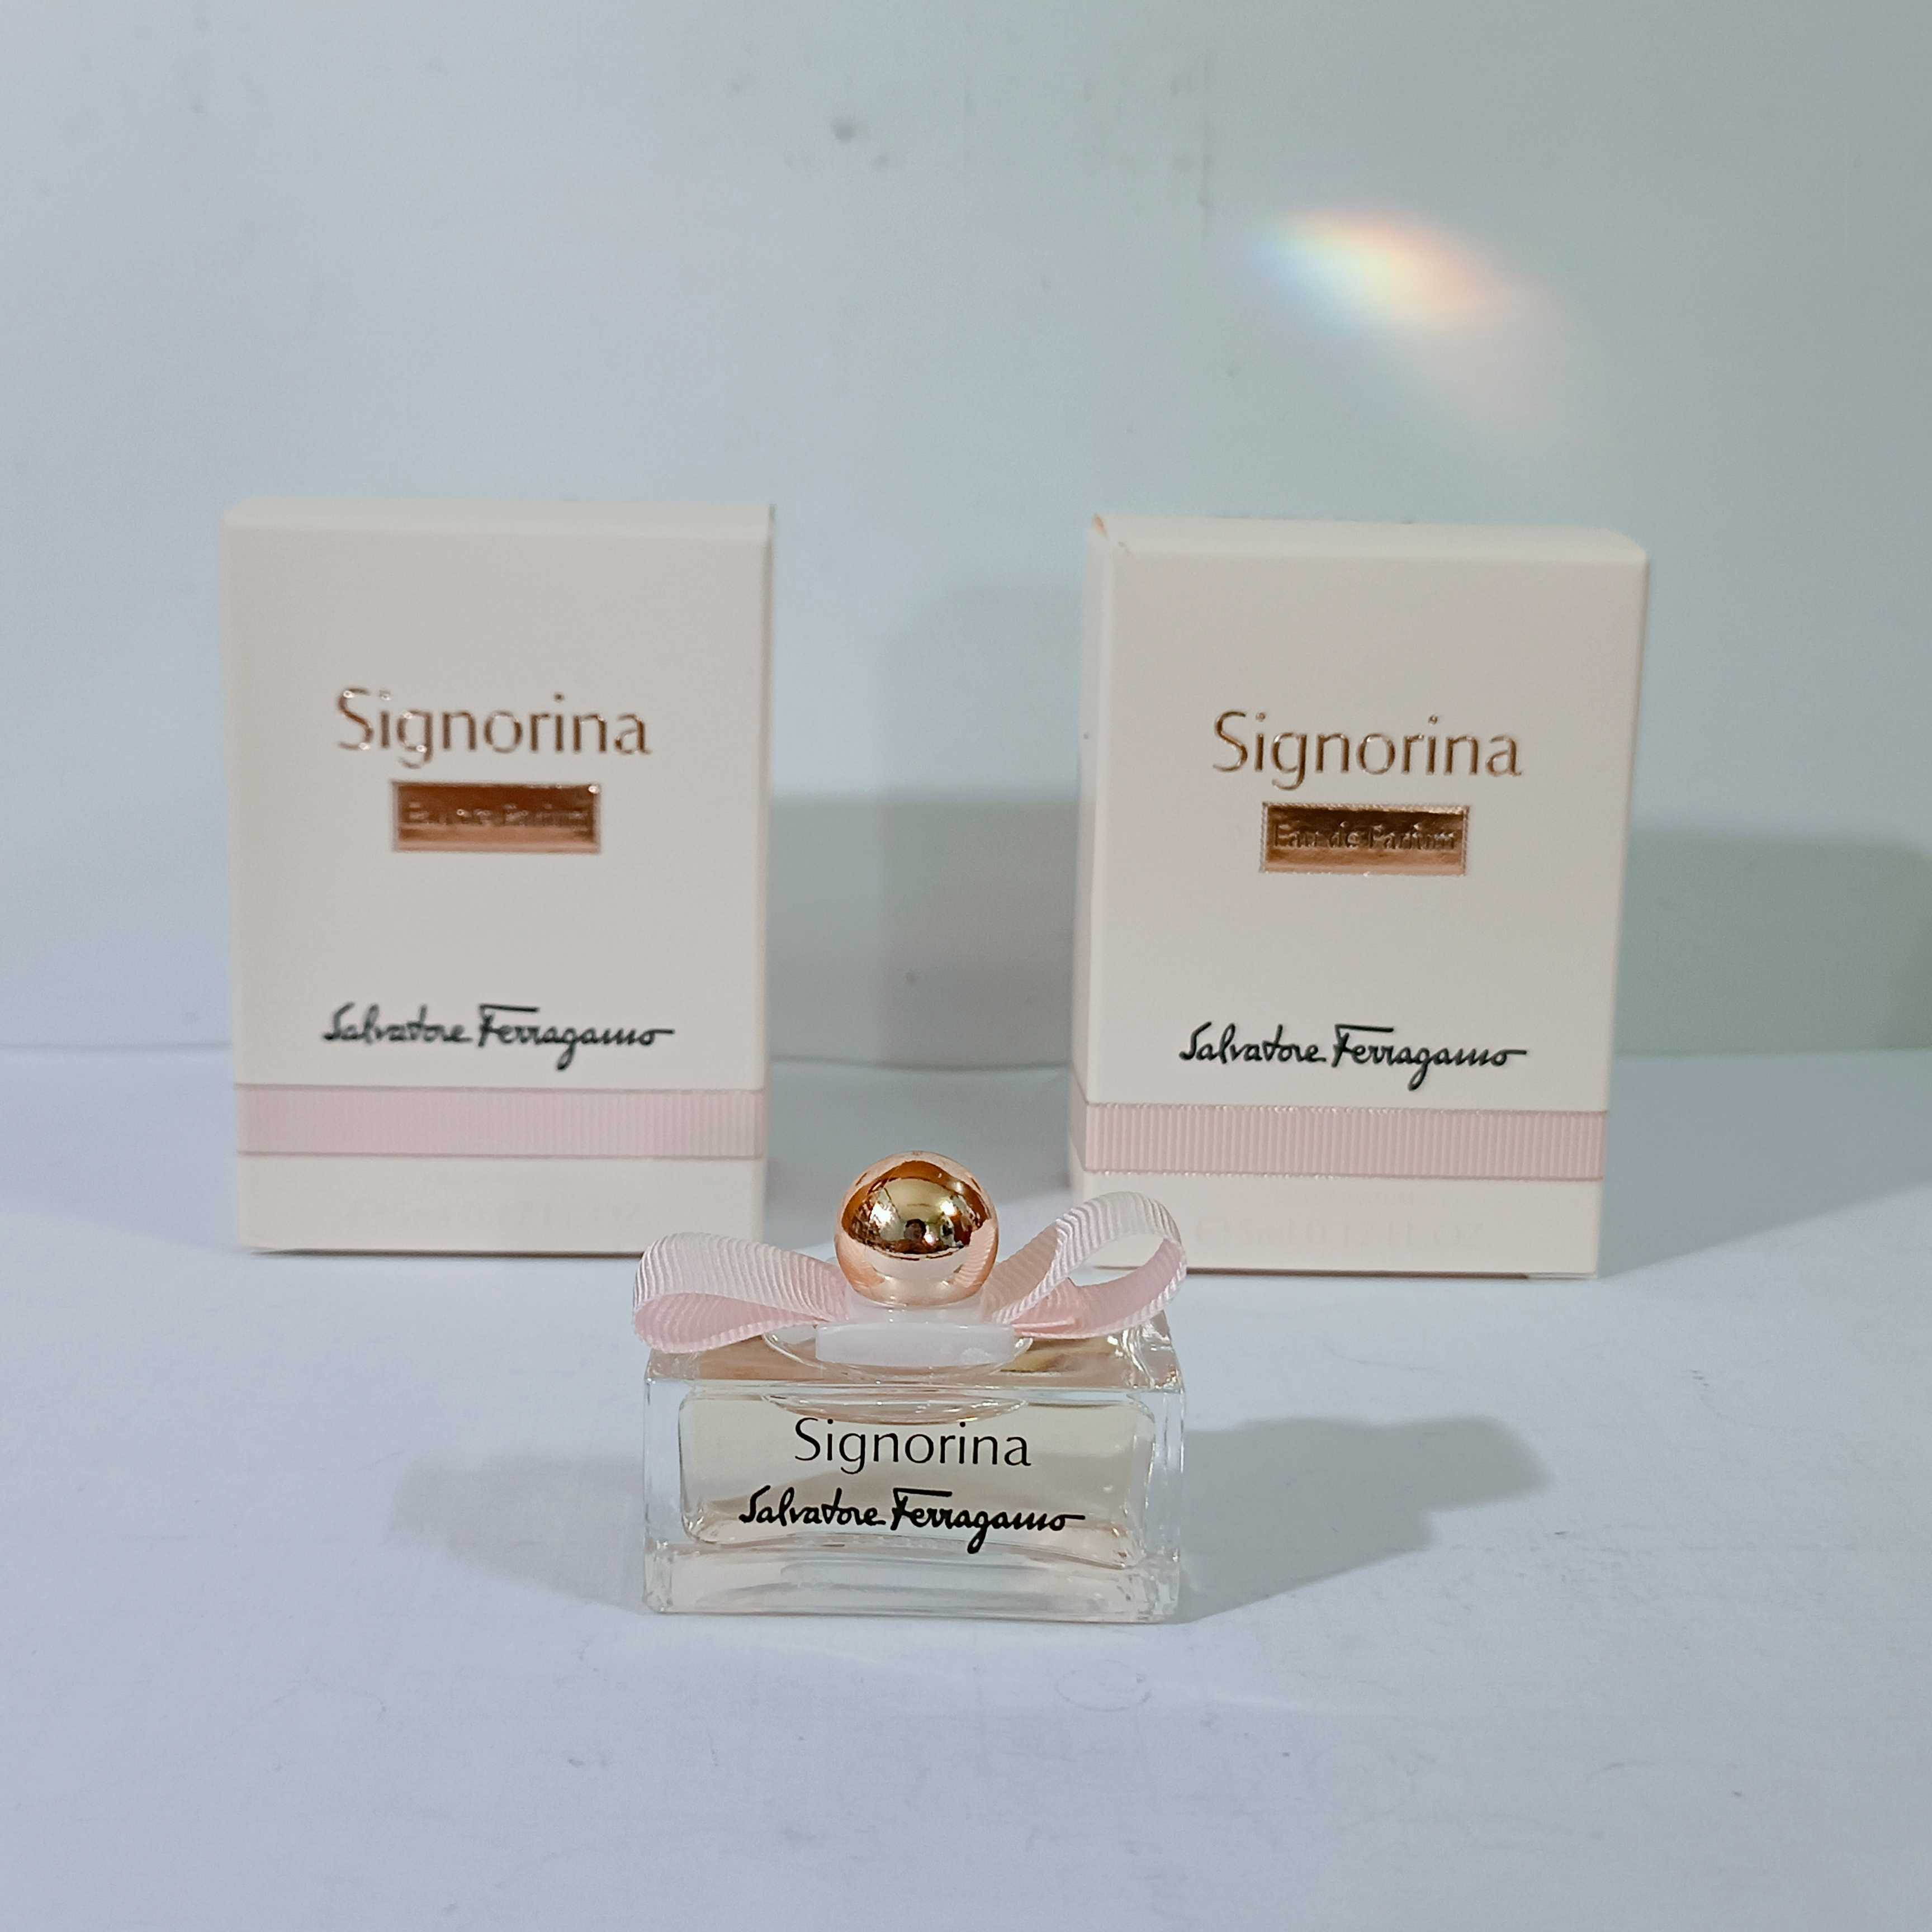 Signorina
Eau de Parfum
Salvatore Ferragamo
Signorina
Eau de Parfum
Salvatore Ferragamo
Signorina
Salvatore Ferragamo